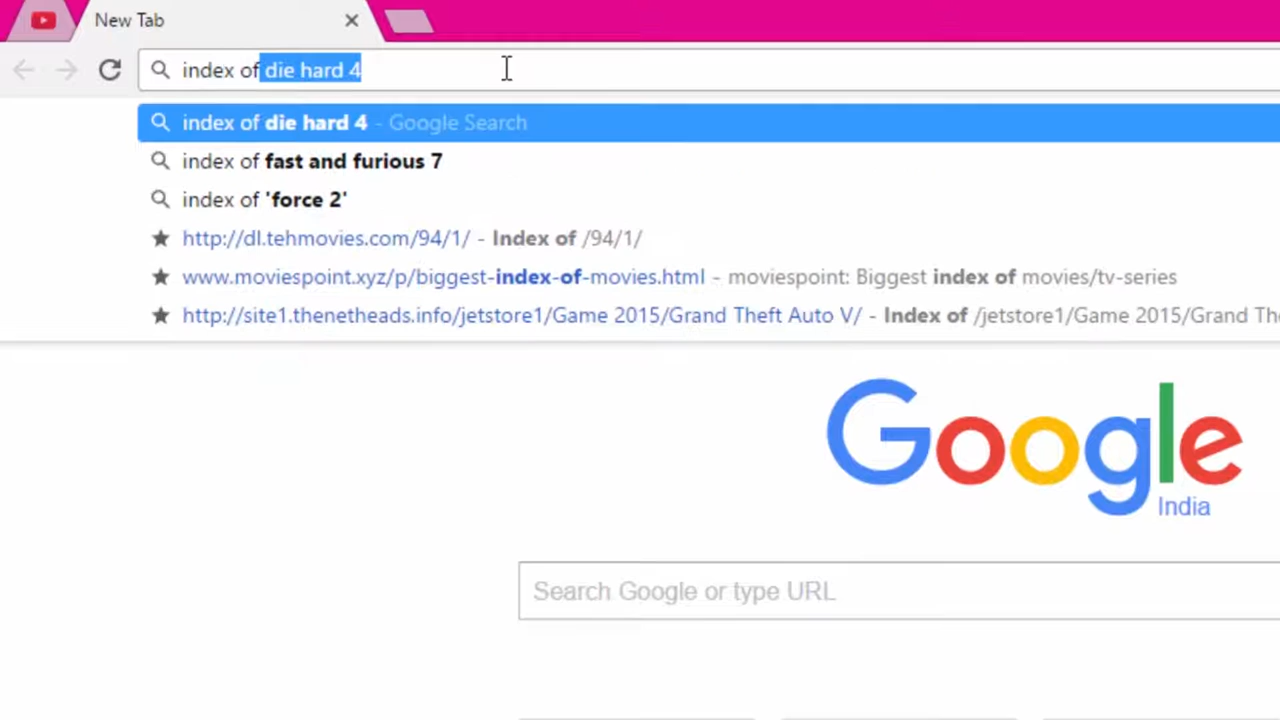 New Tab
index of die hard 4
index of die hard 4 - Google Search
index of fast and furious 7
index of 'force 2'
http://dl.tehmovies.com/94/1/ - Index of /94/1/
www.moviespoint.xyz/p/biggest-index-of-movies.html - moviespoint: Biggest index of movies/tv-series
http://site1.thenetheads.info/jetstore1/Game 2015/Grand Theft Auto V/ - Index of /jetstore1/Game 2015/Grand Th
Google
India
Search Google or type URL